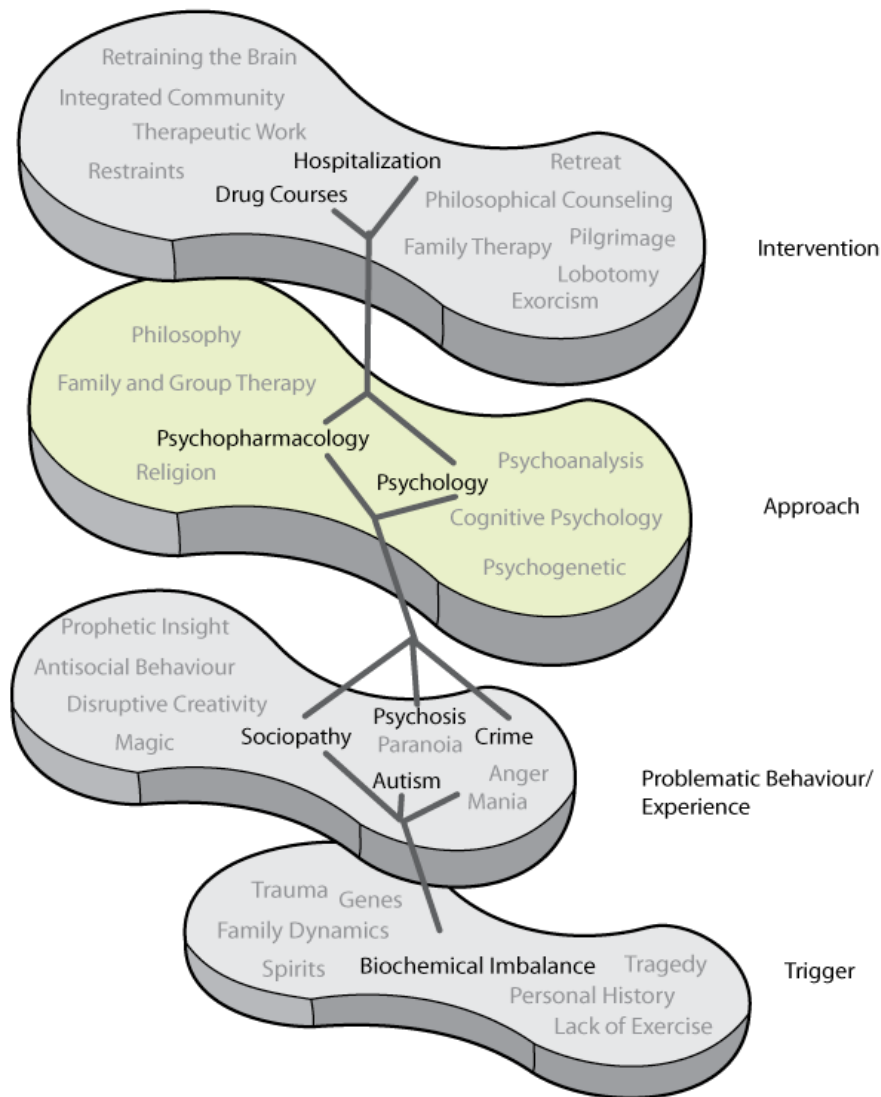 Retraining the Brain
Integrated Community
Therapeutic Work
Restraints
Hospitalization
Drug Courses
Retreat
Philosophical Counseling
Family Therapy
Pilgrimage
Lobotomy
Exorcism
Intervention
Philosophy
Family and Group Therapy
Psychopharmacology
Religion
Psychology
Psychoanalysis
Cognitive Psychology
Psychogenetic
Approach
Prophetic Insight
Antisocial Behaviour
Disruptive Creativity
Magic
Sociopathy
Psychosis
Paranoia
Crime
Autism
Anger
Mania
Problematic Behaviour/
Experience
Trauma
Genes
Family Dynamics
Spirits
Biochemical Imbalance
Tragedy
Personal History
Lack of Exercise
Trigger